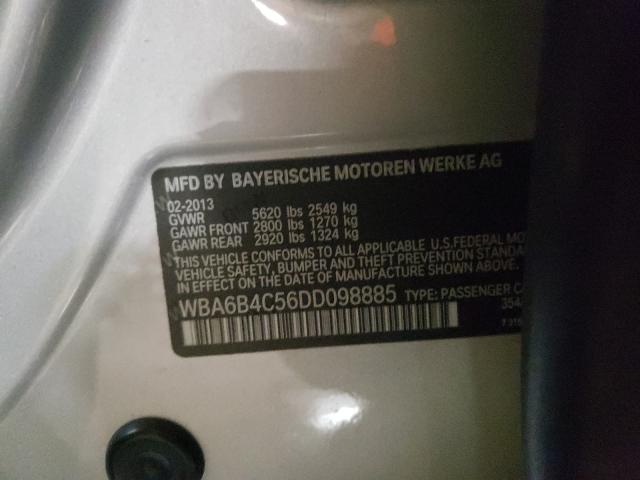 MFD BY BAYERISCHE MOTOREN WERKE AG
02-2013
GVWR 5620 lbs 2549 kg
GAWR FRONT 2800 lbs 1270 kg
GAWR REAR 2920 lbs 1324 kg
THIS VEHICLE CONFORMS TO ALL APPLICABLE U.S.FEDERAL MO
VEHICLE SAFETY, BUMPER AND THEFT PREVENTION STANDAR
IN EFFECT ON THE DATE OF MANUFACTURE SHOWN ABOVE.
WBA6B4C56DD098885 TYPE: PASSENGER C
354